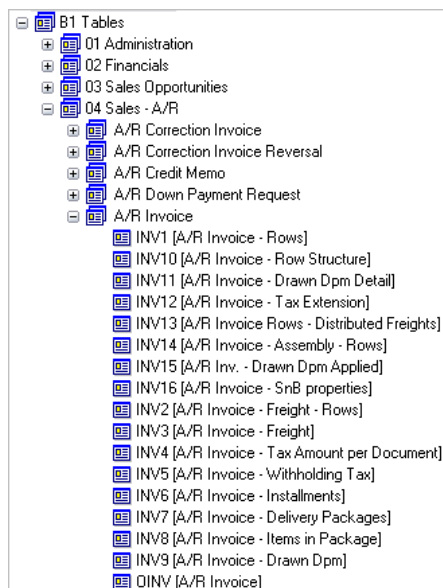 B1 Tables
01 Administration
02 Financials
03 Sales Opportunities
04 Sales - A/R
A/R Correction Invoice
A/R Correction Invoice Reversal
A/R Credit Memo
A/R Down Payment Request
A/R Invoice
INV1 [A/R Invoice - Rows]
INV10 [A/R Invoice - Row Structure]
INV11 [A/R Invoice - Drawn Dpm Detail]
INV12 [A/R Invoice - Tax Extension]
INV13 [A/R Invoice Rows - Distributed Freights]
INV14 [A/R Invoice - Assembly - Rows]
INV15 [A/R Inv. - Drawn Dpm Applied]
INV16 [A/R Invoice - SnB properties]
INV2 [A/R Invoice - Freight - Rows]
INV3 [A/R Invoice - Freight]
INV4 [A/R Invoice - Tax Amount per Document]
INV5 [A/R Invoice - Withholding Tax]
INV6 [A/R Invoice - Installments]
INV7 [A/R Invoice - Delivery Packages]
INV8 [A/R Invoice - Items in Package]
INV9 [A/R Invoice - Drawn Dpm]
OINV [A/R Invoice]